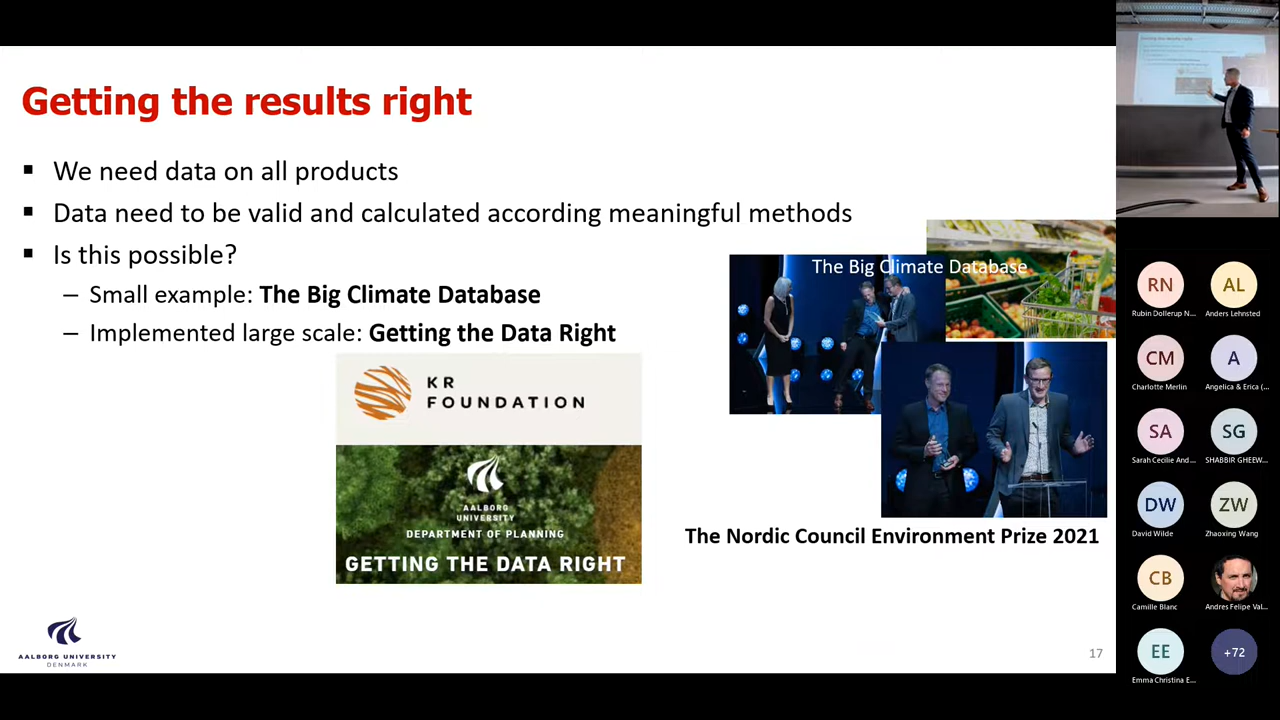 Getting the results right
▪ We need data on all products
▪ Data need to be valid and calculated according meaningful methods
▪ Is this possible?
– Small example: The Big Climate Database
– Implemented large scale: Getting the Data Right
The Big Climate Database
KR
FOUNDATION
AALBORG
UNIVERSITY
DEPARTMENT OF PLANNING
GETTING THE DATA RIGHT
The Nordic Council Environment Prize 2021
AALBORG UNIVERSITY
DENMARK
17
Getting the results right
RN
Rubin Dollerup N...
AL
Anders Lehnsted
CM
Charlotte Merlin
A
Angelica & Erica (...
SA
Sarah Cecilie And...
SG
SHABBIR GHEEW...
DW
David Wilde
ZW
Zhaoxing Wang
CB
Camille Blanc
Andres Felipe Val...
EE
Emma Christina E...
+72